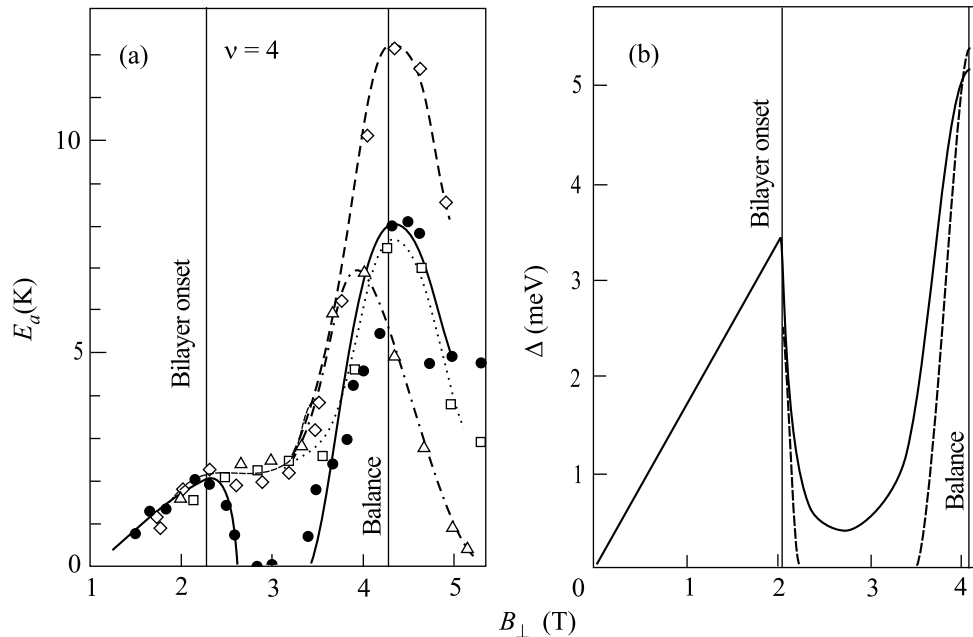 (a)
ν = 4
10
5
0
E_a(K)
Bilayer onset
Balance
1
2
3
4
5
(b)
5
4
3
2
1
Δ (meV)
Bilayer onset
Balance
0
1
2
3
4
B_⊥ (T)